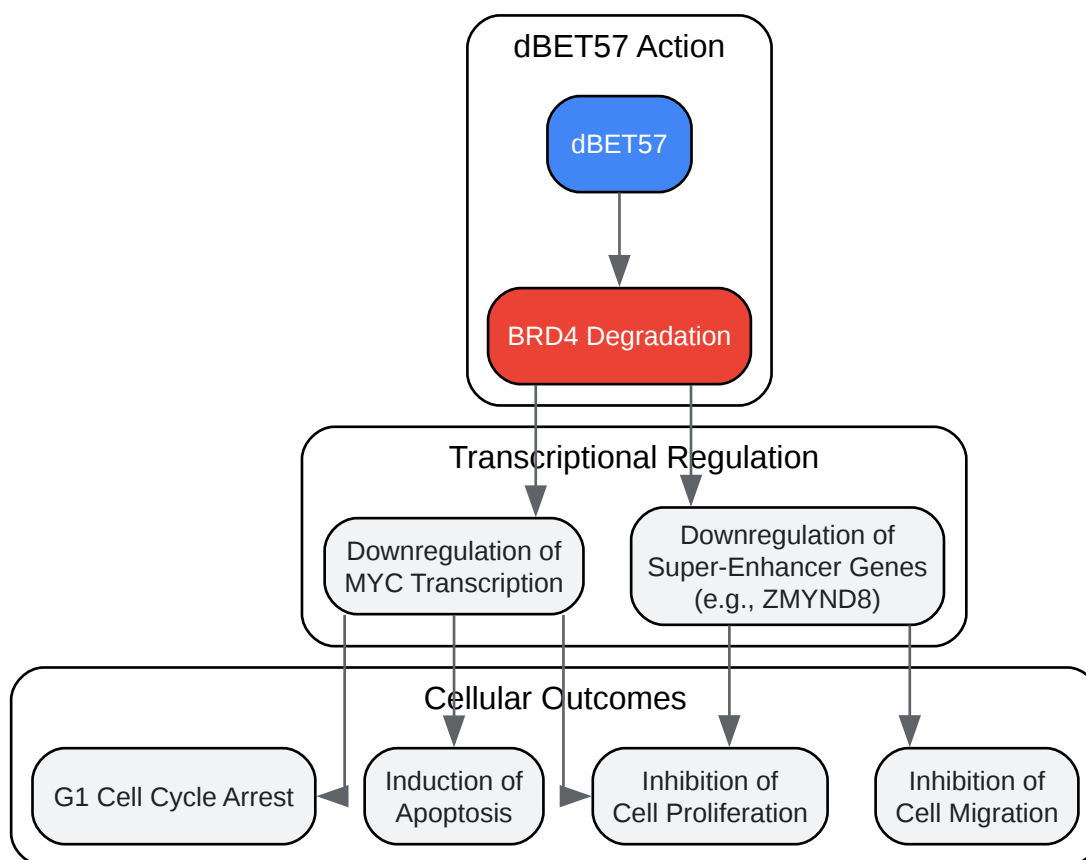 dBET57 Action
dBET57
BRD4 Degradation
Transcriptional Regulation
Downregulation of
MYC Transcription
Downregulation of
Super-Enhancer Genes
(e.g., ZMYND8)
Cellular Outcomes
G1 Cell Cycle Arrest
Induction of
Apoptosis
Inhibition of
Cell Proliferation
Inhibition of
Cell Migration